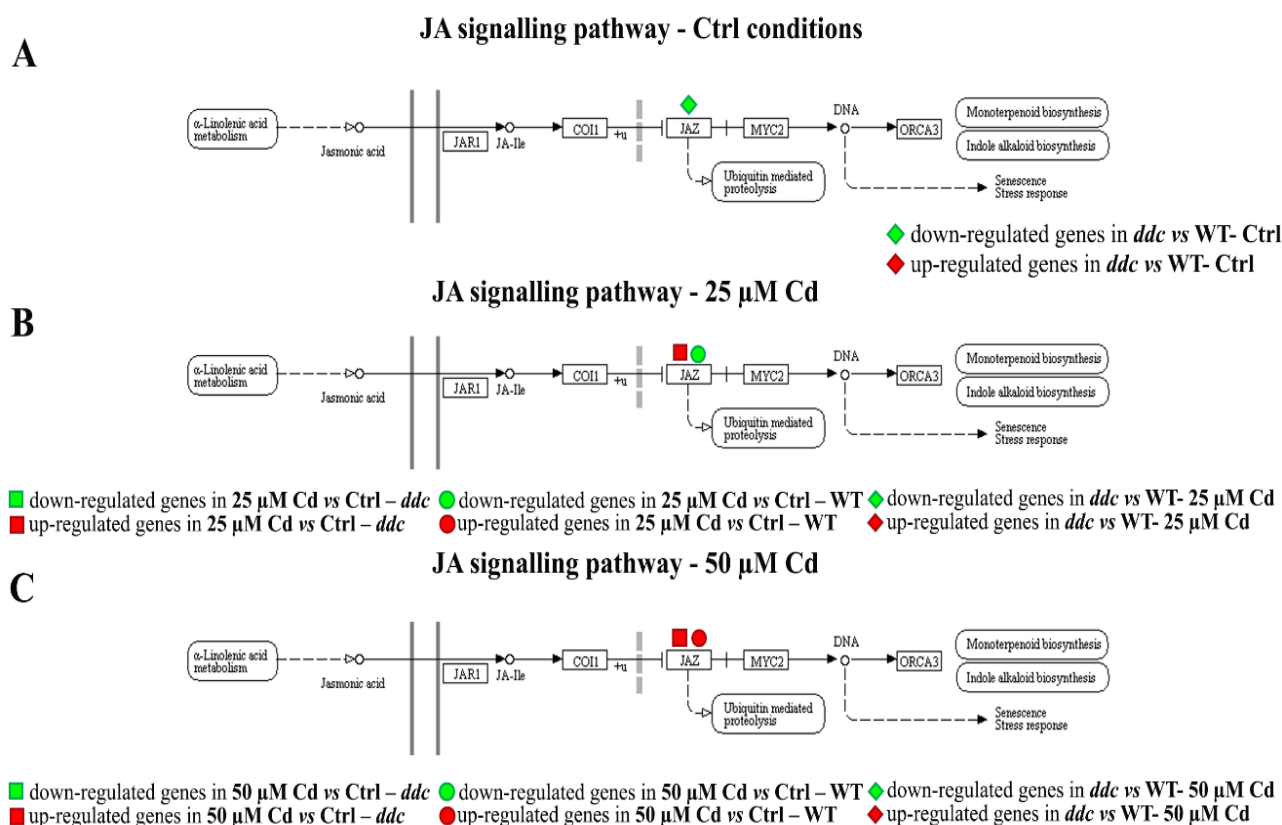 JA signalling pathway - Ctrl conditions
A
α-Linolenic acid
metabolism
Jasmonic acid
JAR1
JA-Ile
COI1
+u
JAZ
MYC2
DNA
ORCA3
Monoterpenoid biosynthesis
Indole alkaloid biosynthesis
Ubiquitin mediated
proteolysis
Senescence
Stress response
down-regulated genes in ddc vs WT- Ctrl
up-regulated genes in ddc vs WT- Ctrl
JA signalling pathway - 25 µM Cd
B
α-Linolenic acid
metabolism
Jasmonic acid
JAR1
JA-Ile
COI1
+u
JAZ
MYC2
DNA
ORCA3
Monoterpenoid biosynthesis
Indole alkaloid biosynthesis
Ubiquitin mediated
proteolysis
Senescence
Stress response
down-regulated genes in 25 µM Cd vs Ctrl – ddc
up-regulated genes in 25 µM Cd vs Ctrl – ddc
down-regulated genes in 25 µM Cd vs Ctrl – WT
up-regulated genes in 25 µM Cd vs Ctrl – WT
down-regulated genes in ddc vs WT- 25 µM Cd
up-regulated genes in ddc vs WT- 25 µM Cd
JA signalling pathway - 50 µM Cd
C
α-Linolenic acid
metabolism
Jasmonic acid
JAR1
JA-Ile
COI1
+u
JAZ
MYC2
DNA
ORCA3
Monoterpenoid biosynthesis
Indole alkaloid biosynthesis
Ubiquitin mediated
proteolysis
Senescence
Stress response
down-regulated genes in 50 µM Cd vs Ctrl – ddc
up-regulated genes in 50 µM Cd vs Ctrl – ddc
down-regulated genes in 50 µM Cd vs Ctrl – WT
up-regulated genes in 50 µM Cd vs Ctrl – WT
down-regulated genes in ddc vs WT- 50 µM Cd
up-regulated genes in ddc vs WT- 50 µM Cd